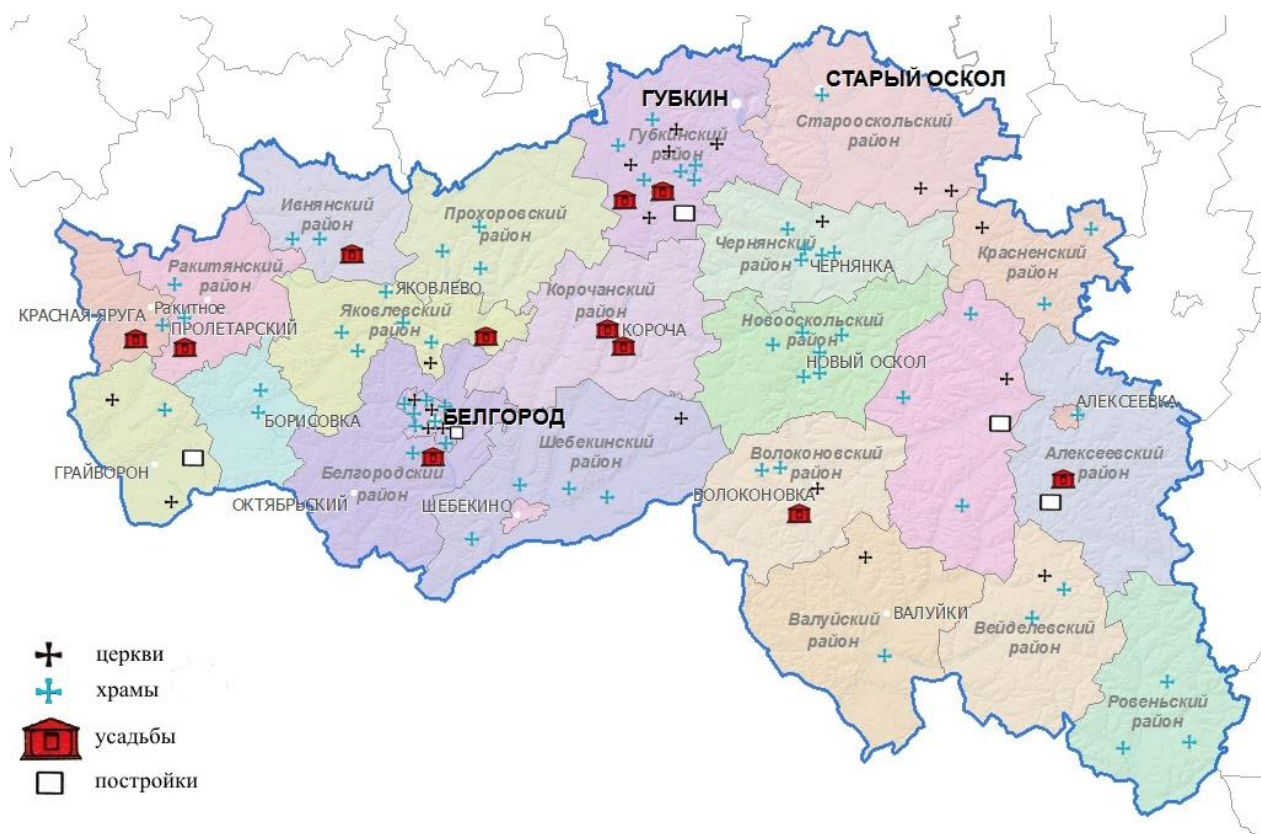 СТАРЫЙ ОСКОЛ
ГУБКИН
Губкинский
район
Старооскольский
район
Ивнянский
район
Прохоровский
район
Чернянский
район
ЧЕРНЯНКА
Красненский
район
Ракитянский
район
ЯКОВЛЕВО
Корочанский
район
КРАСНАЯ ЯРУГА
Ракитное
ПРОЛЕТАРСКИЙ
Яковлевский
район
КОРОЧА
Новооскольский
район
НОВЫЙ ОСКОЛ
БОРИСОВКА
БЕЛГОРОД
АЛЕКСЕЕВКА
Шебекинский
район
Волоконовский
район
Алексеевский
район
ГРАЙВОРОН
Белгородский
район
ОКТЯБРЬСКИЙ
ШЕБЕКИНО
ВОЛОКОНОВКА
Валуйский
район
ВАЛУЙКИ
Вейделевский
район
Ровеньский
район
церкви
храмы
усадьбы
постройки